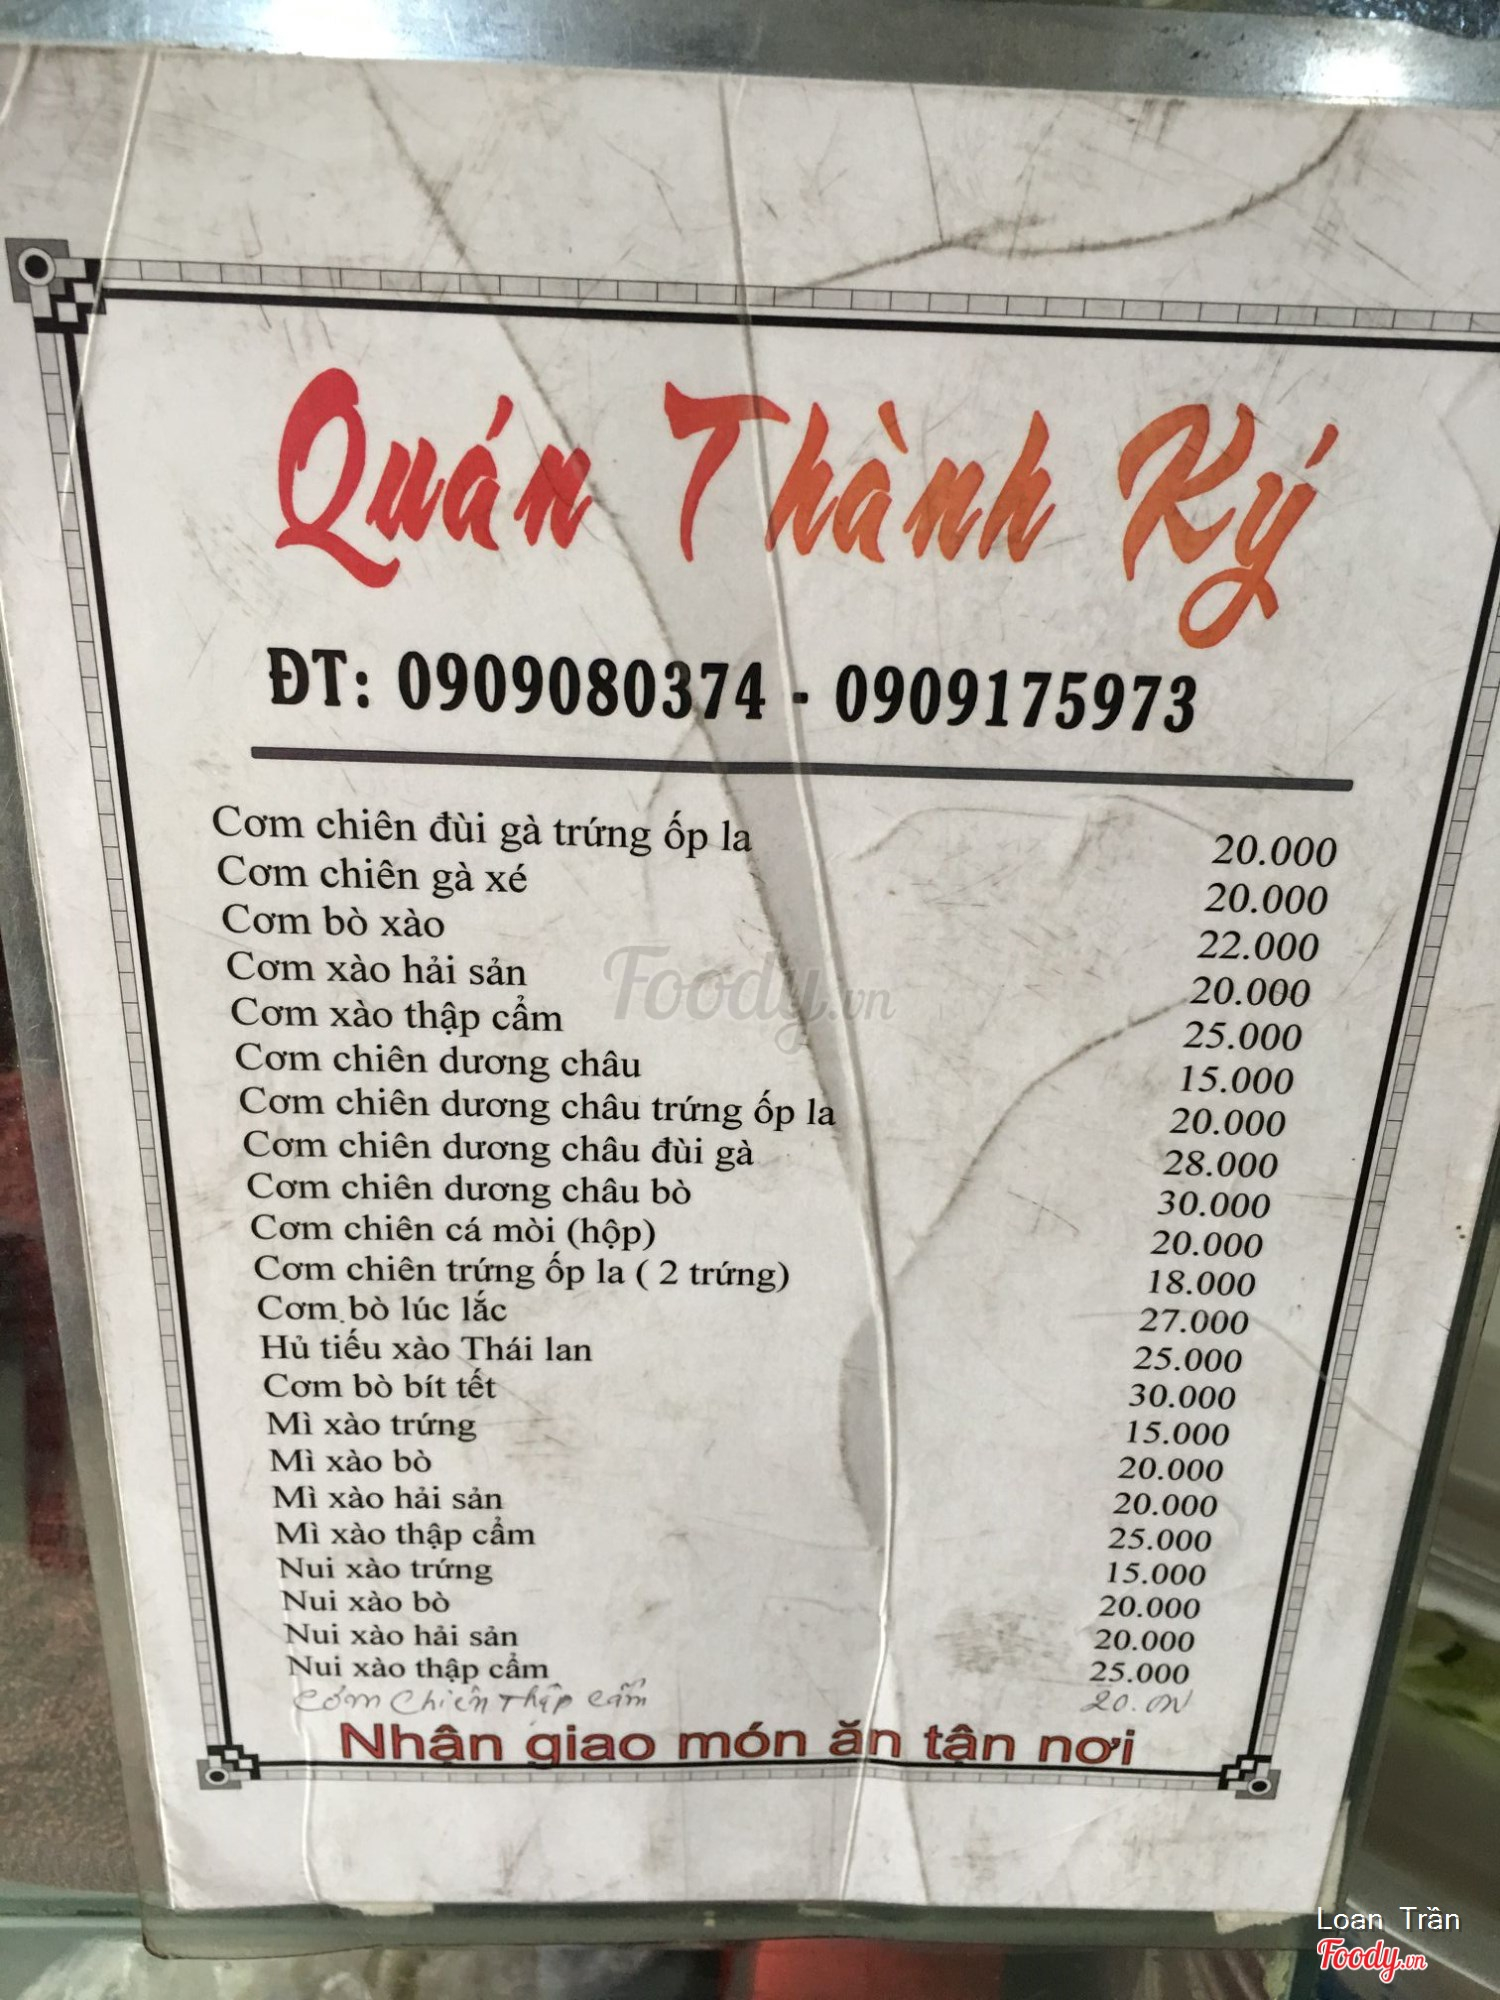 Quán Thành Ký
ĐT: 0909080374 - 0909175973
Cơm chiên đùi gà trứng ốp la 20.000
Cơm chiên gà xé 20.000
Cơm bò xào 22.000
Cơm xào hải sản 20.000
Cơm xào thập cẩm 25.000
Cơm chiên dương châu 15.000
Cơm chiên dương châu trứng ốp la 20.000
Cơm chiên dương châu đùi gà 28.000
Cơm chiên dương châu bò 30.000
Cơm chiên cá mòi (hộp) 20.000
Cơm chiên trứng ốp la ( 2 trứng) 18.000
Cơm bò lúc lắc 27.000
Hủ tiếu xào Thái lan 25.000
Cơm bò bít tết 30.000
Mì xào trứng 15.000
Mì xào bò 20.000
Mì xào hải sản 20.000
Mì xào thập cẩm 25.000
Nui xào trứng 15.000
Nui xào bò 20.000
Nui xào hải sản 20.000
Nui xào thập cẩm 25.000
Cơm chiên thập cẩm
Nhận giao món ăn tận nơi
Foody.vn
Loan Trần
Foody.vn